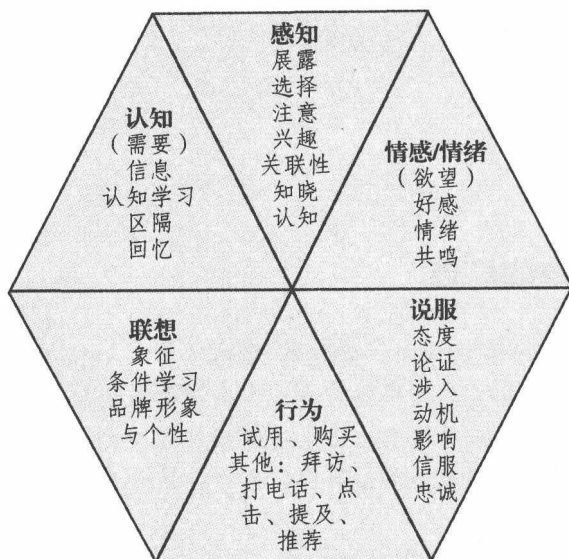 感知
展露
选择
注意
兴趣
关联性
知晓
认知
情感/情绪
（欲望）
好感
情绪
共鸣
说服
态度
论证
涉入
动机
影响
信服
忠诚
行为
试用、购买
其他：拜访、
打电话、点
击、提及、
推荐
联想
象征
条件学习
品牌形象
与个性
认知
（需要）
信息
认知学习
区隔
回忆